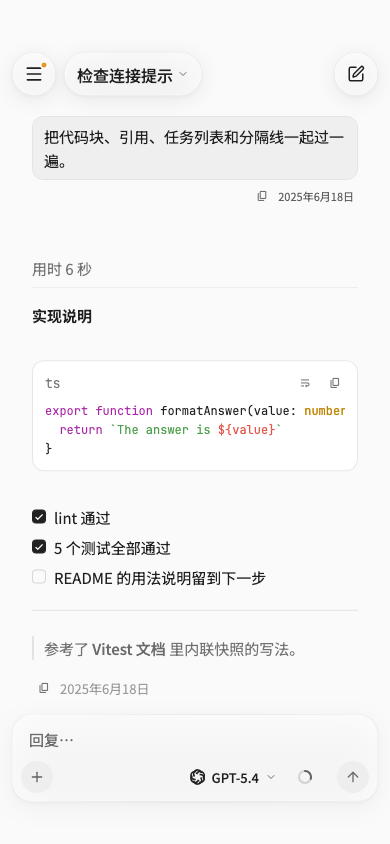 检查连接提示
把代码块、引用、任务列表和分隔线一起过一
遍。
2025年6月18日
用时 6 秒
实现说明
ts
export function formatAnswer(value: number
return `The answer is ${value}`
}
lint 通过
5 个测试全部通过
README 的用法说明留到下一步
参考了 Vitest 文档 里内联快照的写法。
2025年6月18日
回复…
GPT-5.4